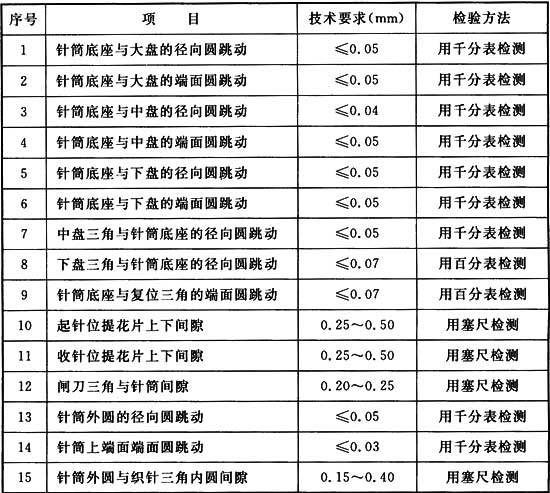 序号 项 目 技术要求(mm) 检验方法
1 针筒底座与大盘的径向圆跳动 ≤0.05 用千分表检测
2 针筒底座与大盘的端面圆跳动 ≤0.05 用千分表检测
3 针筒底座与中盘的径向圆跳动 ≤0.04 用千分表检测
4 针筒底座与中盘的端面圆跳动 ≤0.05 用千分表检测
5 针筒底座与下盘的径向圆跳动 ≤0.05 用千分表检测
6 针筒底座与下盘的端面圆跳动 ≤0.05 用千分表检测
7 中盘三角与针筒底座的径向圆跳动 ≤0.05 用千分表检测
8 下盘三角与针筒底座的径向圆跳动 ≤0.07 用百分表检测
9 针筒底座与复位三角的端面圆跳动 ≤0.07 用百分表检测
10 起针位提花片上下间隙 0.25~0.50 用塞尺检测
11 收针位提花片上下间隙 0.25~0.50 用塞尺检测
12 闸刀三角与针筒间隙 0.20~0.25 用塞尺检测
13 针筒外圆的径向圆跳动 ≤0.05 用千分表检测
14 针筒上端面端面圆跳动 ≤0.03 用千分表检测
15 针筒外圆与织针三角内圆间隙 0.15~0.40 用塞尺检测